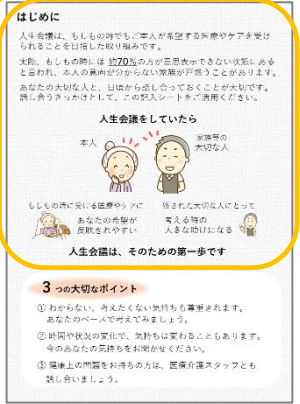 はじめに
人生会議は、もしもの時でもご本人が希望する医療やケアを受け
られることを目指した取り組みです。
実際、もしもの時には 約70%の方が意思表示できない状態にある
と言われ、本人の意向が分からない家族が戸惑うことがあります。
あなたの大切な人と、日頃から話し合っておくことが大切です。
話し合うきっかけとして、この記入シートをご活用ください。
人生会議をしていたら
本人
家族等の
大切な人
もしもの時に受ける医療やケアに
あなたの希望が
反映されやすい
残された大切な人にとって
考える時の
大きな助けになる
人生会議は、そのための第一歩です
3つの大切なポイント
① わからない、考えたくない気持ちも尊重されます。
あなたのペースで考えてみましょう。
② 時間や状況の変化で、気持ちは変わることもあります。
今のあなたの気持ちをお聞かせください。
③ 健康上の問題をお持ちの方は、医療介護スタッフとも
話し合いましょう。